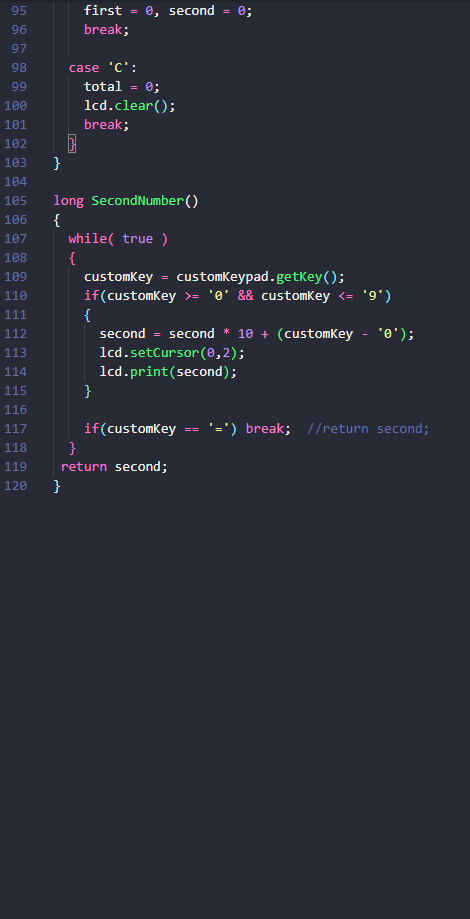 95 first = 0, second = 0;
96 break;
97
98 case 'C':
99 total = 0;
100 lcd.clear();
101 break;
102 }
103 }
104
105 long SecondNumber()
106 {
107 while( true )
108 {
109 customKey = customKeypad.getKey();
110 if(customKey >= '0' && customKey <= '9')
111 {
112 second = second * 10 + (customKey - '0');
113 lcd.setCursor(0,2);
114 lcd.print(second);
115 }
116
117 if(customKey == '=') break;  //return second;
118 }
119 return second;
120 }